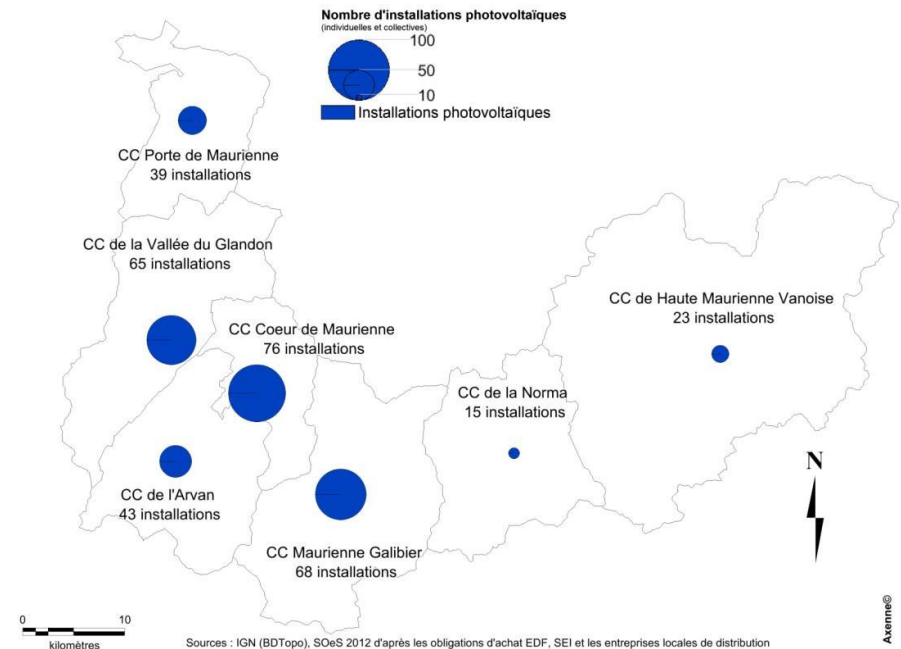 Nombre d'installations photovoltaïques
(individuelles et collectives)
100
50
10
Installations photovoltaïques
CC Porte de Maurienne
39 installations
CC de la Vallée du Glandon
65 installations
CC Coeur de Maurienne
76 installations
CC de Haute Maurienne Vanoise
23 installations
CC de la Norma
15 installations
CC de l'Arvan
43 installations
CC Maurienne Galibier
68 installations
N
0 10
kilomètres
Sources : IGN (BDTopo), SOeS 2012 d'après les obligations d'achat EDF, SEI et les entreprises locales de distribution
Axenne©